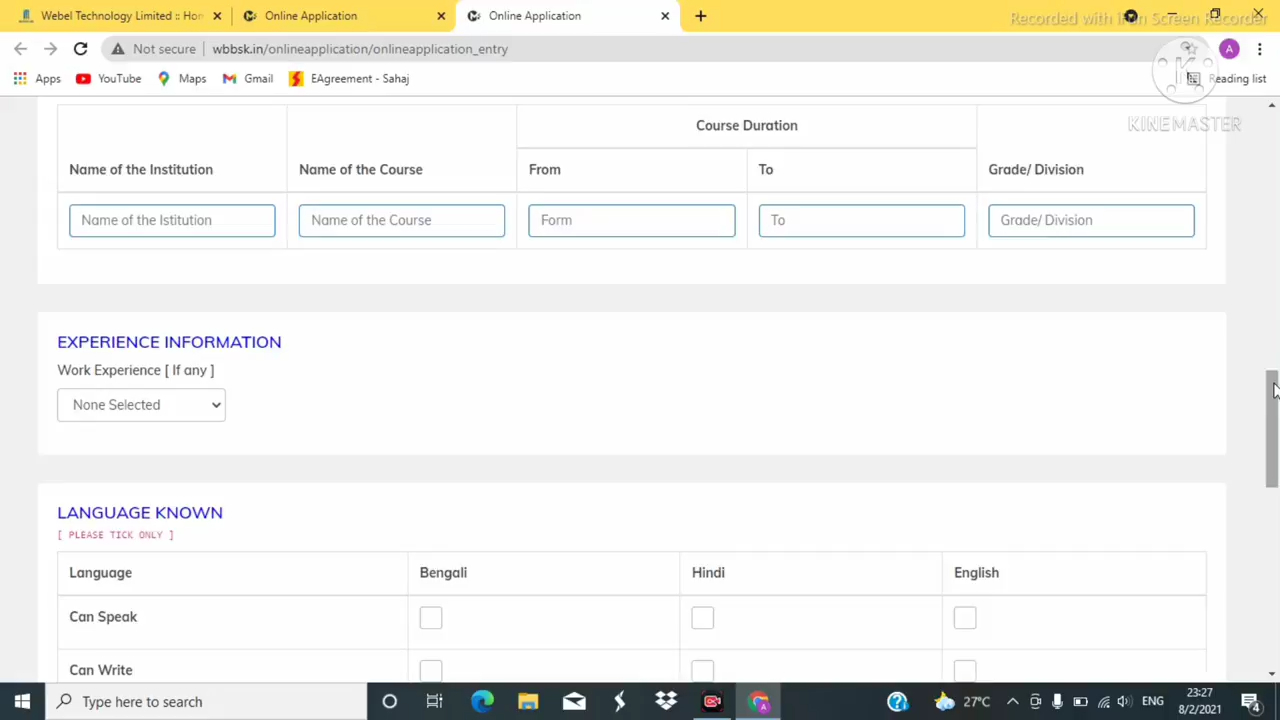 Webel Technology Limited :: Hor
Online Application
Online Application
Recorded with iFun Screen Recorder
Not secure
wbbsk.in/onlineapplication/onlineapplication_entry
A
Apps
YouTube
Maps
Gmail
EAgreement - Sahaj
Reading list
KINEMASTER
Course Duration
Name of the Institution
Name of the Course
From
To
Grade/ Division
Name of the Istitution
Name of the Course
Form
To
Grade/ Division
EXPERIENCE INFORMATION
Work Experience [ If any ]
None Selected
LANGUAGE KNOWN
[ PLEASE TICK ONLY ]
Language
Bengali
Hindi
English
Can Speak
Can Write
Type here to search
27°C
ENG
23:27
8/2/2021
4